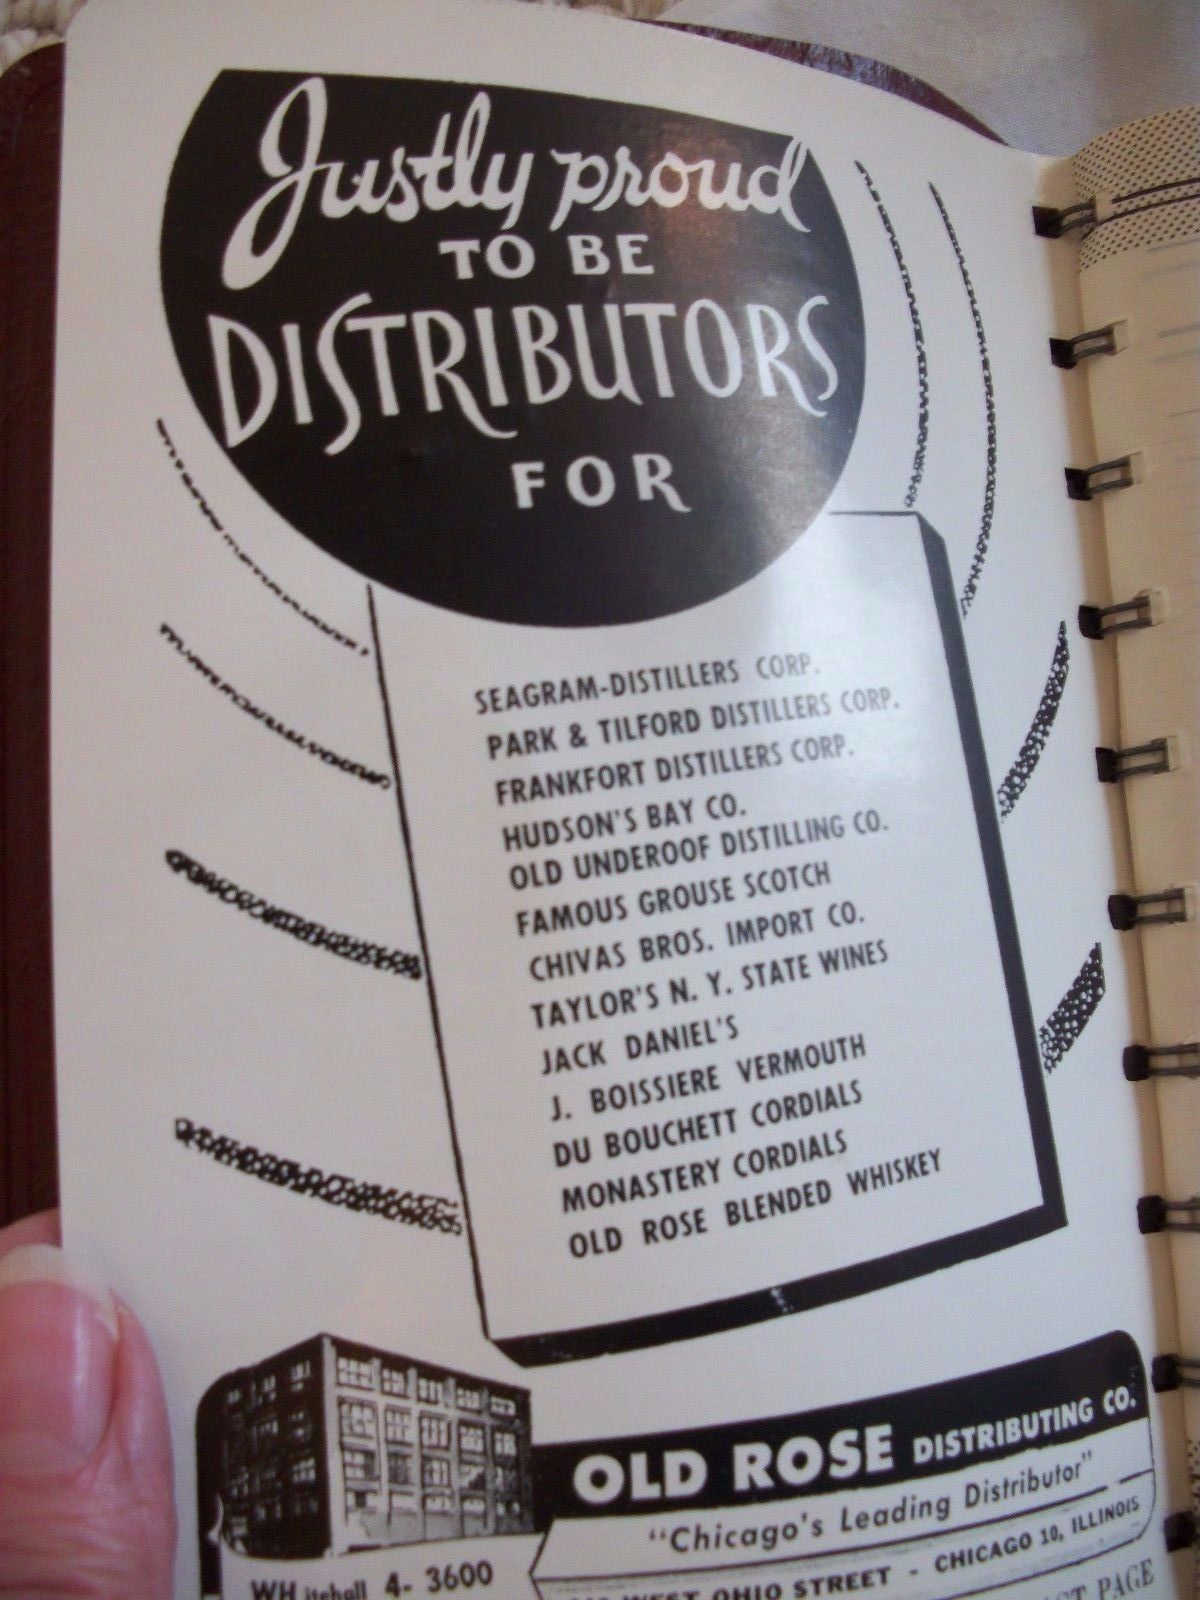 Justly proud
TO BE
DISTRIBUTORS
FOR
SEAGRAM-DISTILLERS CORP.
PARK & TILFORD DISTILLERS CORP.
FRANKFORT DISTILLERS CORP.
HUDSON'S BAY CO.
OLD UNDEROOF DISTILLING CO.
FAMOUS GROUSE SCOTCH
CHIVAS BROS. IMPORT CO.
TAYLOR'S N. Y. STATE WINES
JACK DANIEL'S
J. BOISSIERE VERMOUTH
DU BOUCHETT CORDIALS
MONASTERY CORDIALS
OLD ROSE BLENDED WHISKEY
OLD ROSE DISTRIBUTING CO.
"Chicago's Leading Distributor"
WHitehall 4-3600
WEST OHIO STREET - CHICAGO 10, ILLINOIS
PAGE